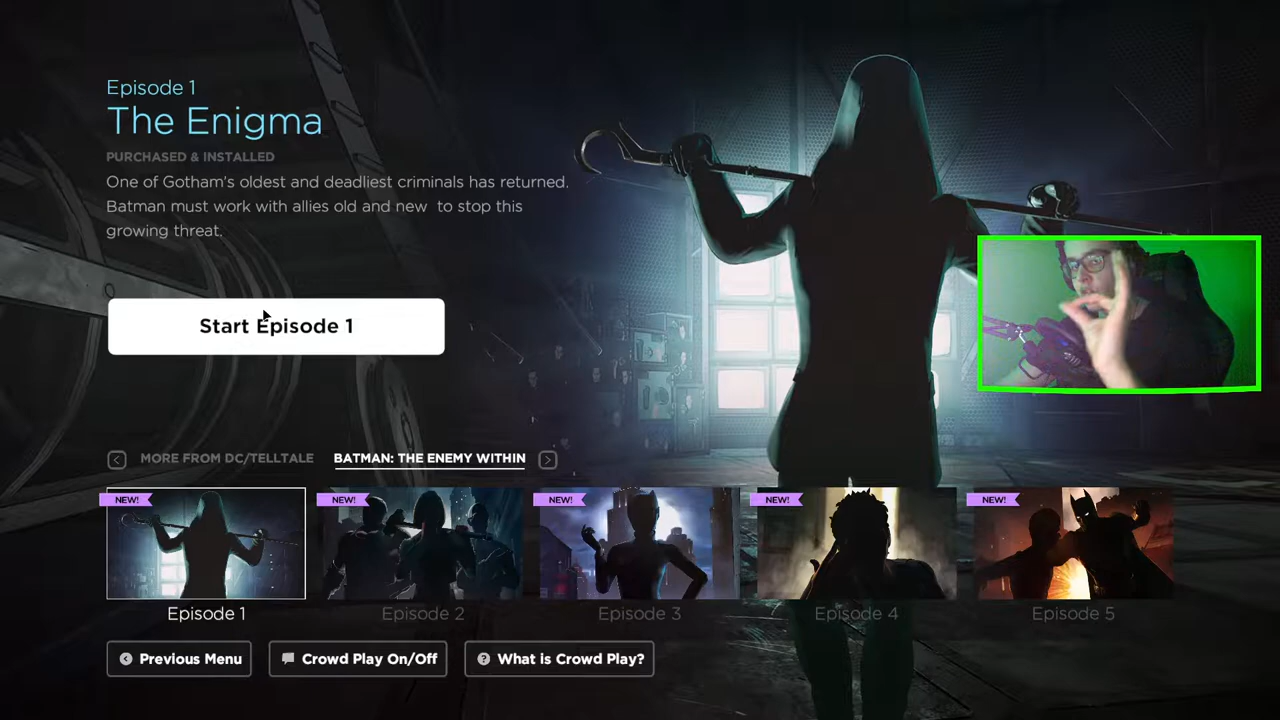 Episode 1
The Enigma
PURCHASED & INSTALLED
One of Gotham's oldest and deadliest criminals has returned.
Batman must work with allies old and new to stop this
growing threat.
Start Episode 1
MORE FROM DC/TELLTALE
BATMAN: THE ENEMY WITHIN
NEW!
NEW!
NEW!
NEW!
NEW!
Episode 1
Episode 2
Episode 3
Episode 4
Episode 5
Previous Menu
Crowd Play On/Off
What is Crowd Play?